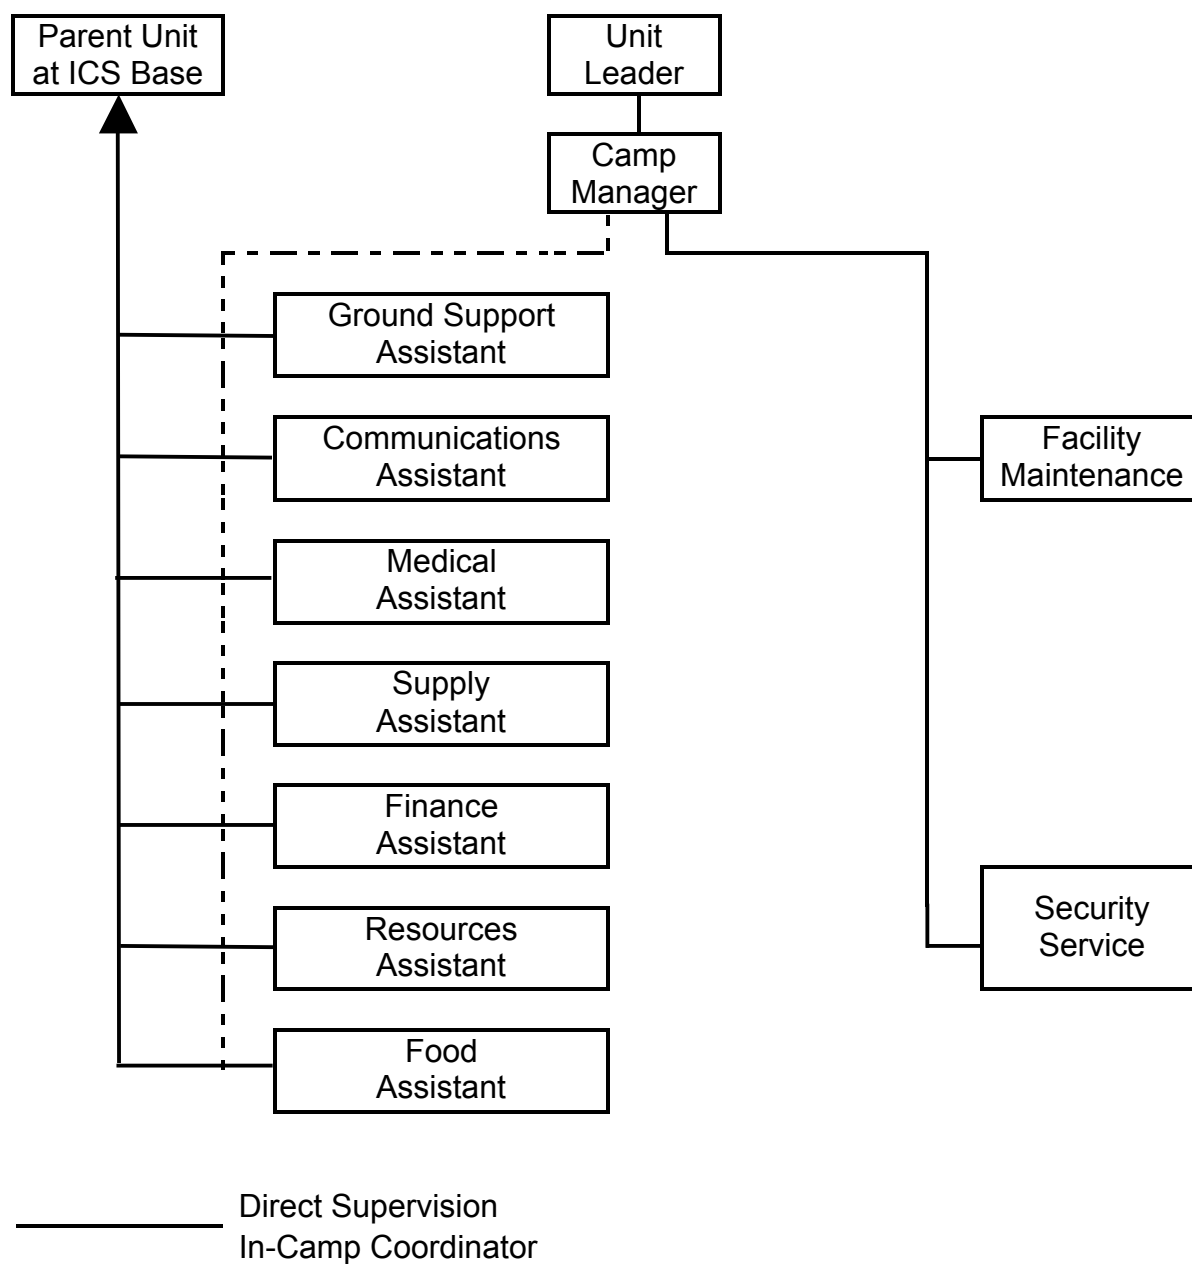 Parent Unit
at ICS Base
Unit
Leader
Camp
Manager
Ground Support
Assistant
Communications
Assistant
Facility
Maintenance
Medical
Assistant
Supply
Assistant
Finance
Assistant
Resources
Assistant
Security
Service
Food
Assistant
Direct Supervision
In-Camp Coordinator